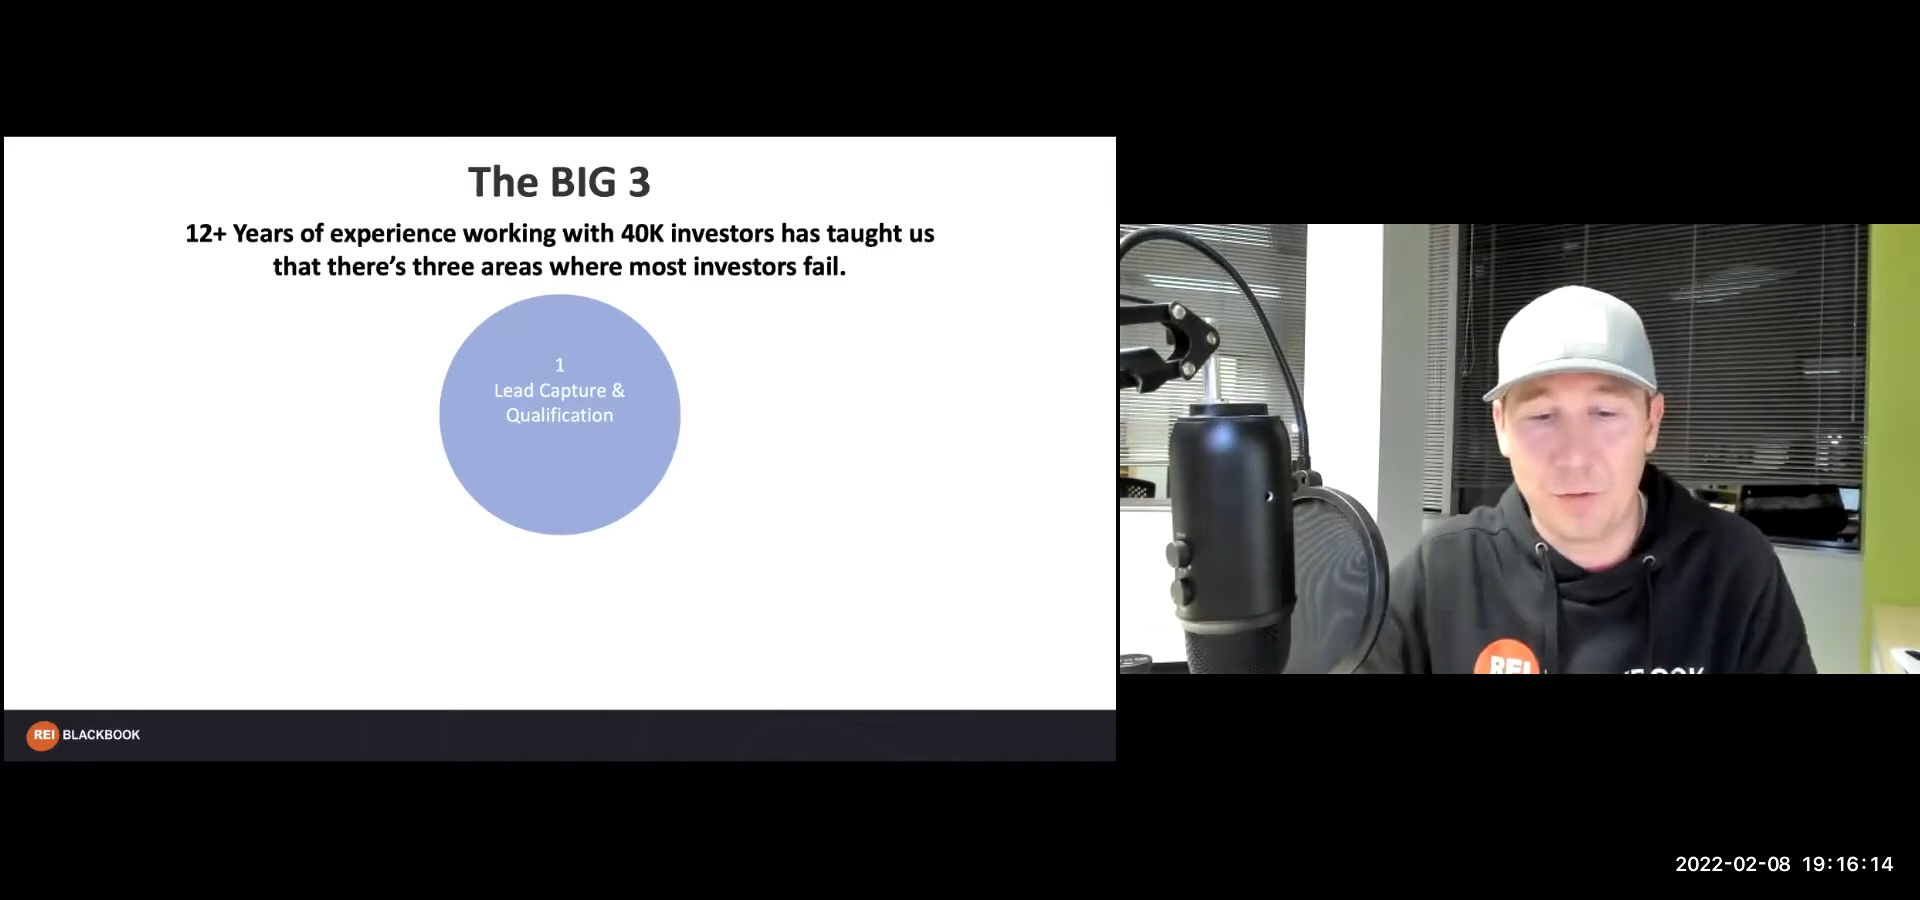 The BIG 3
12+ Years of experience working with 40K investors has taught us
that there's three areas where most investors fail.
1
Lead Capture &
Qualification
REI BLACKBOOK
REI
2022-02-08 19:16:14